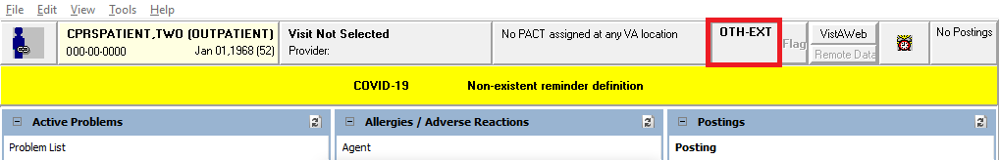 File Edit View Tools Help
CPRSPATIENT,TWO (OUTPATIENT) Visit Not Selected No PACT assigned at any VA location OTH-EXT Flag VistAWeb No Postings
000-00-0000 Jan 01,1968 (52) Provider: Remote Data
COVID-19 Non-existent reminder definition
Active Problems Allergies / Adverse Reactions Postings
Problem List Agent Posting